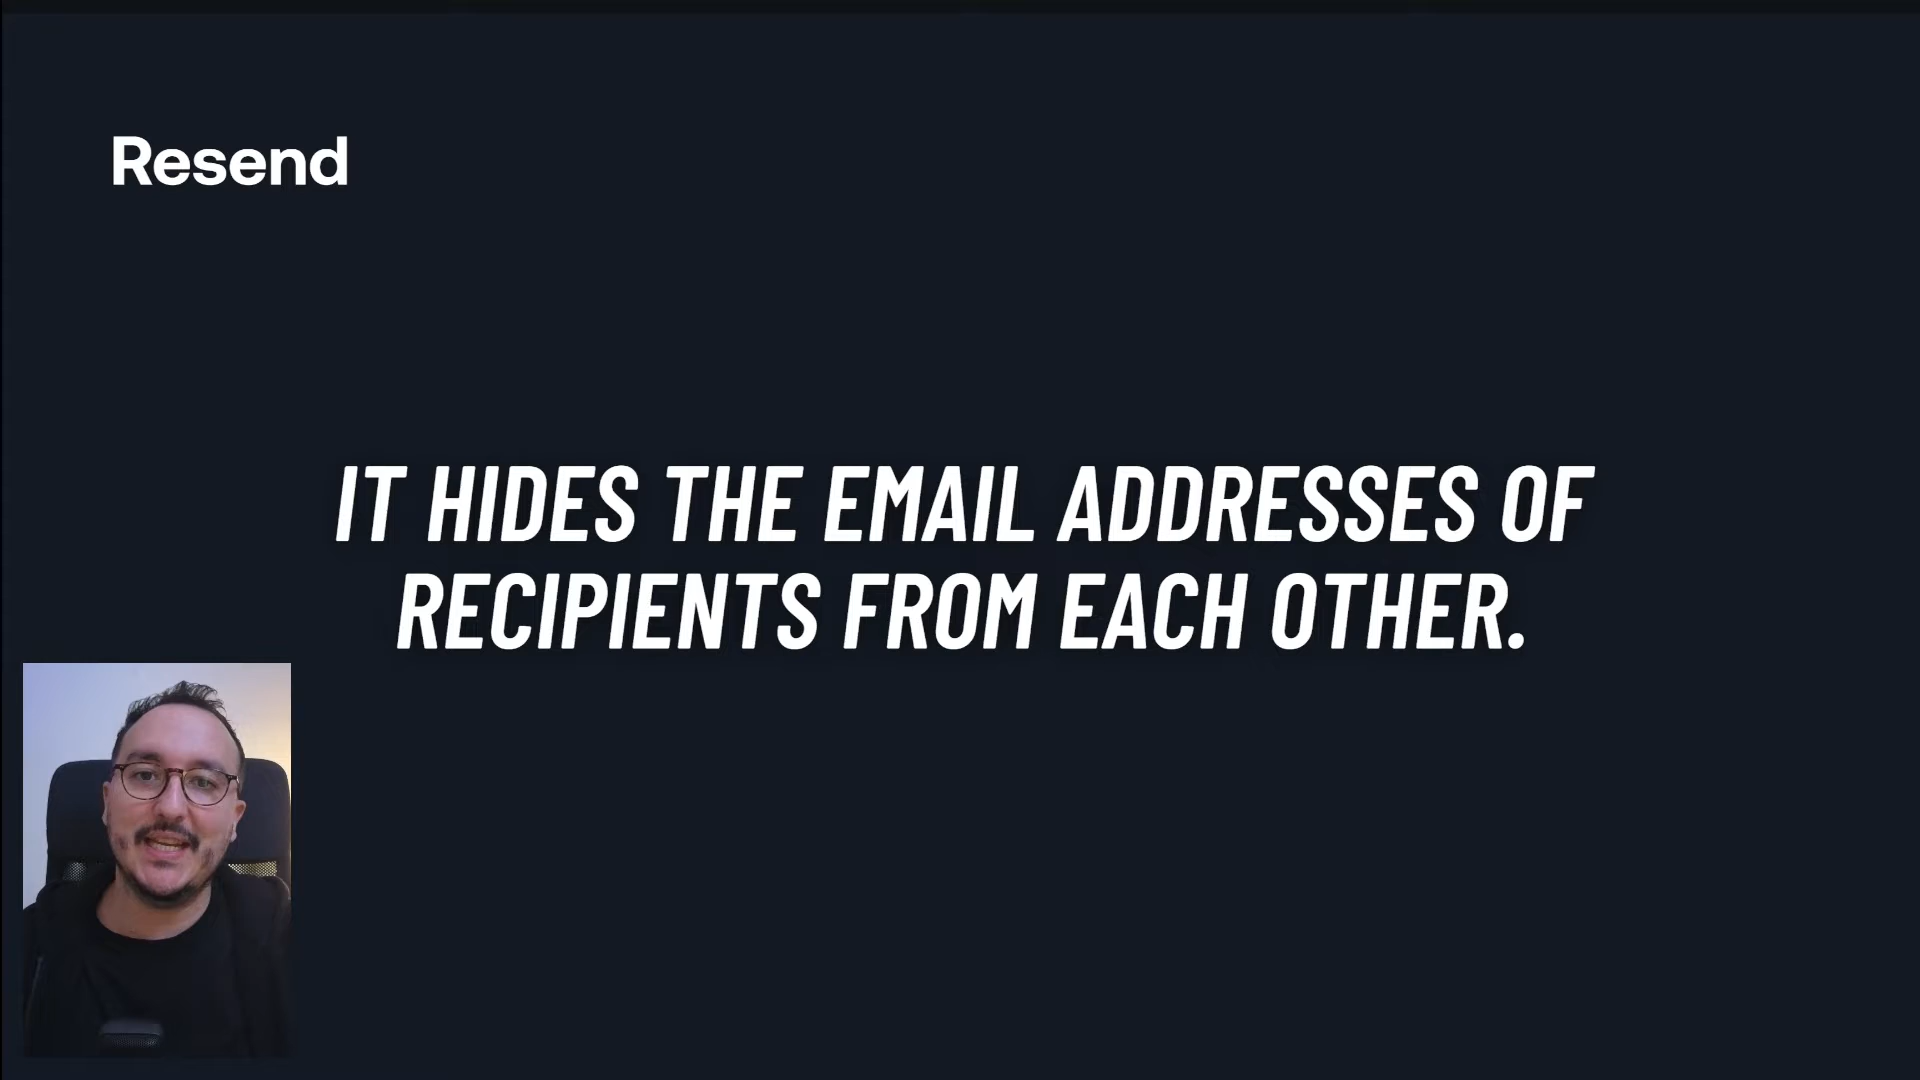 Resend
IT HIDES THE EMAIL ADDRESSES OF
RECIPIENTS FROM EACH OTHER.